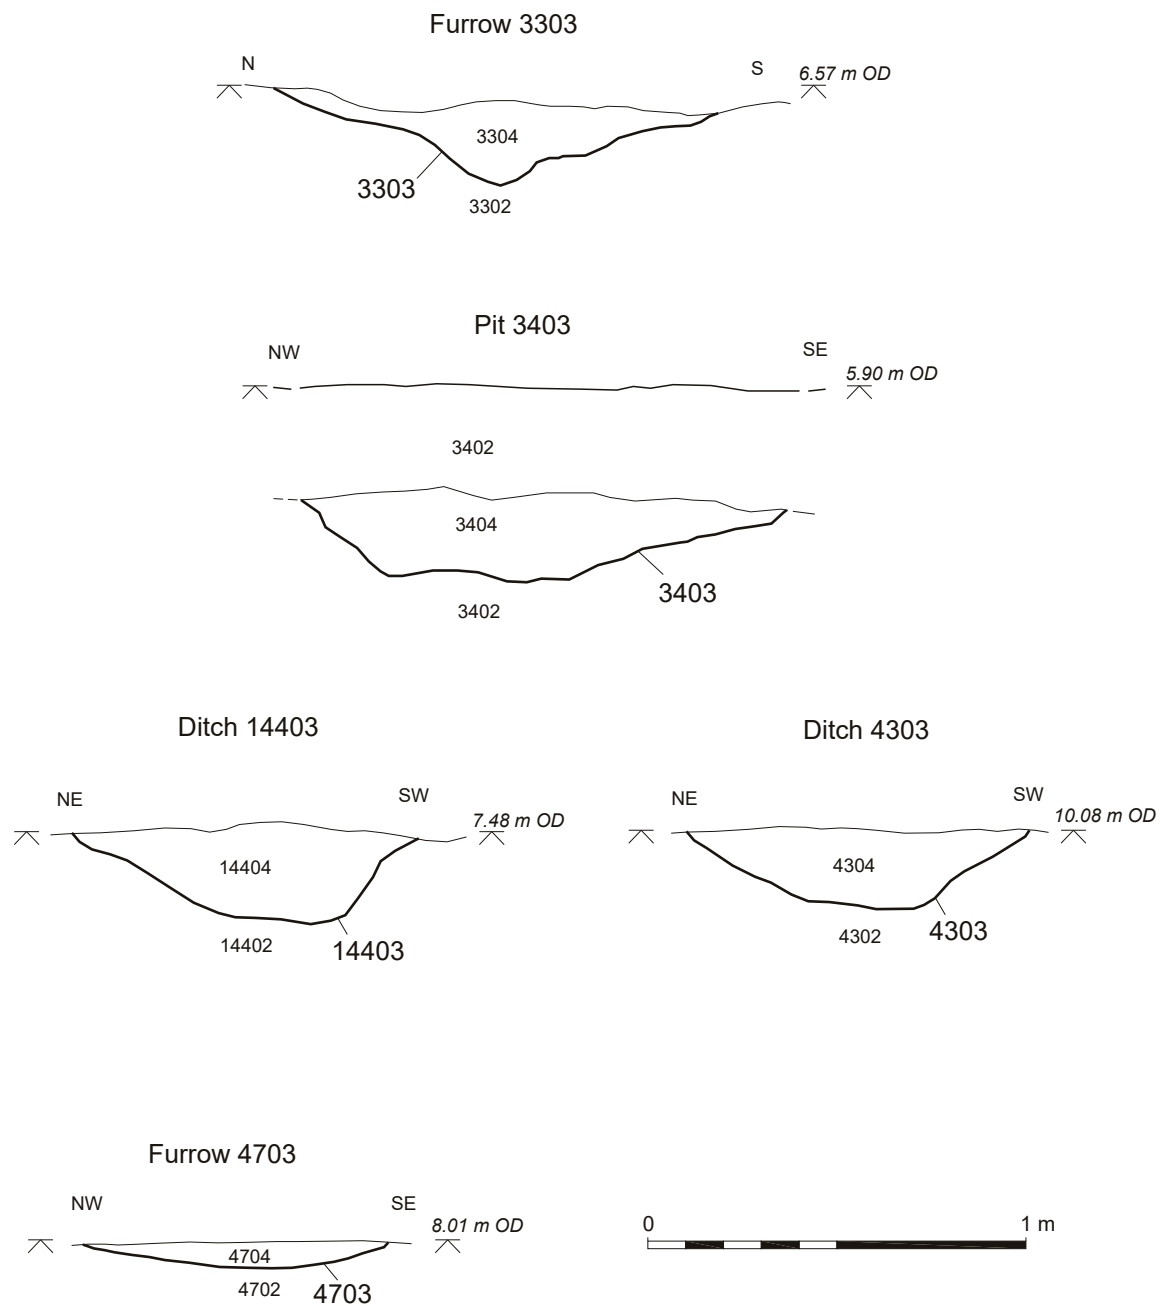 Furrow 3303
N
S
6.57 m OD
3304
3303
3302
Pit 3403
NW
SE
5.90 m OD
3402
3404
3403
3402
Ditch 14403
NE
SW
7.48 m OD
14404
14402
14403
Ditch 4303
NE
SW
10.08 m OD
4304
4302
4303
Furrow 4703
NW
SE
8.01 m OD
4704
4702
4703
0
1 m